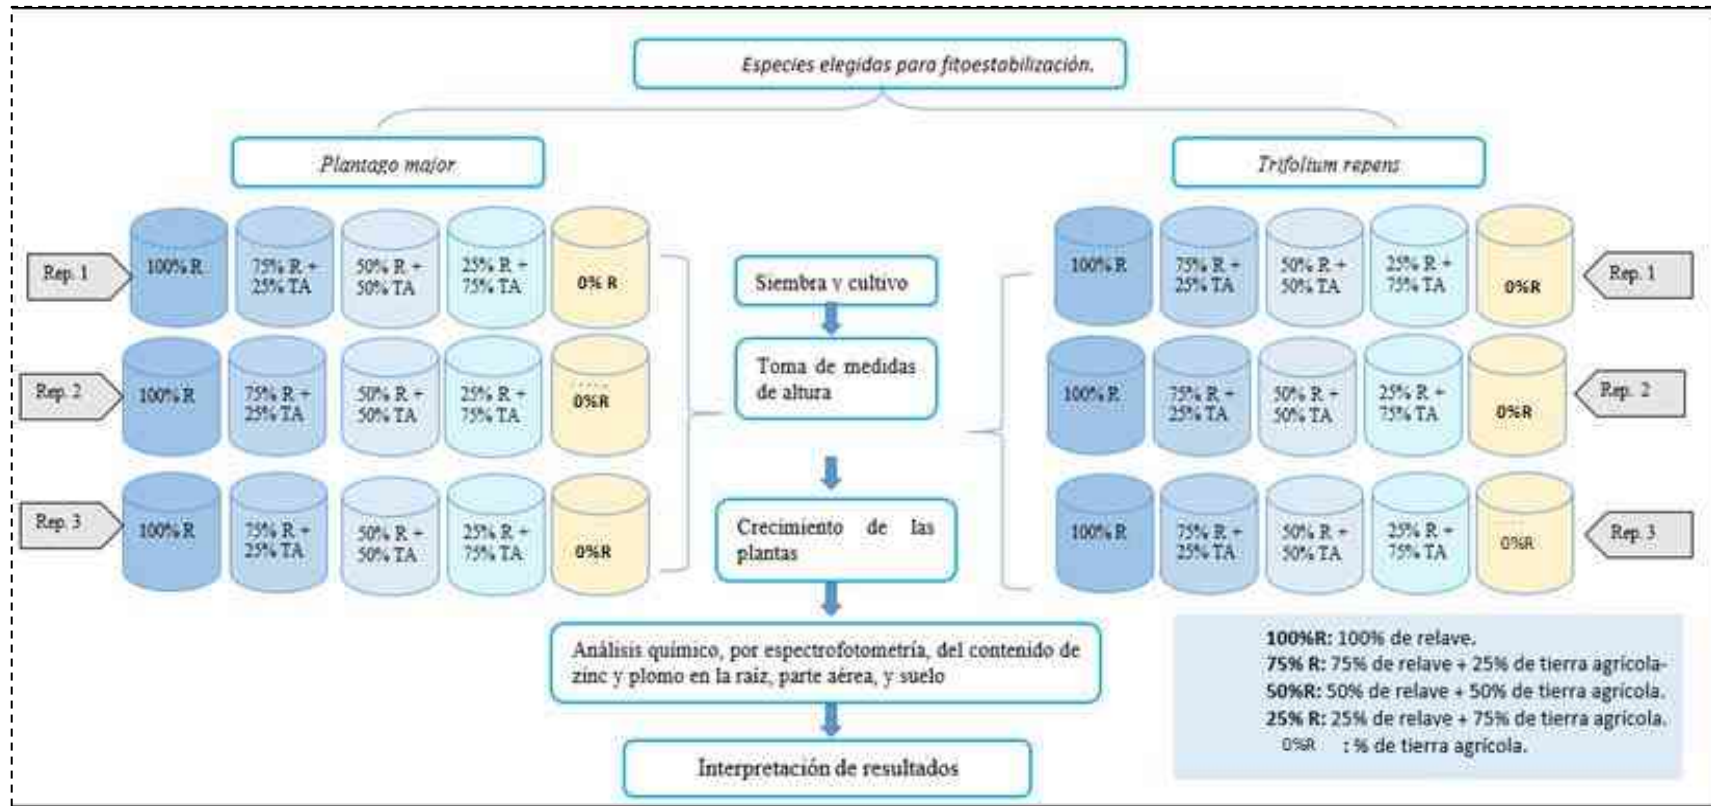 Especies elegidas para fitoestabilización.
Plantago major
Trifolium repens
Rep. 1
100% R
75% R +
25% TA
50% R +
50% TA
25% R +
75% TA
0% R
Rep. 2
100% R
75% R +
25% TA
50% R +
50% TA
25% R +
75% TA
0%R
Rep. 3
100% R
75% R +
25% TA
50% R +
50% TA
25% R +
75% TA
0%R
Siembra y cultivo
Toma de medidas
de altura
Crecimiento de las
plantas
Análisis químico, por espectrofotometría, del contenido de
zinc y plomo en la raíz, parte aérea, y suelo
Interpretación de resultados
100% R
75% R +
25% TA
50% R +
50% TA
25% R +
75% TA
0%R
Rep. 1
100% R
75% R +
25% TA
50% R +
50% TA
25% R +
75% TA
0%R
Rep. 2
100% R
75% R +
25% TA
50% R +
50% TA
25% R +
75% TA
0%R
Rep. 3
100%R: 100% de relave.
75% R: 75% de relave + 25% de tierra agrícola-
50%R: 50% de relave + 50% de tierra agrícola.
25% R: 25% de relave + 75% de tierra agrícola.
0%R : % de tierra agrícola.